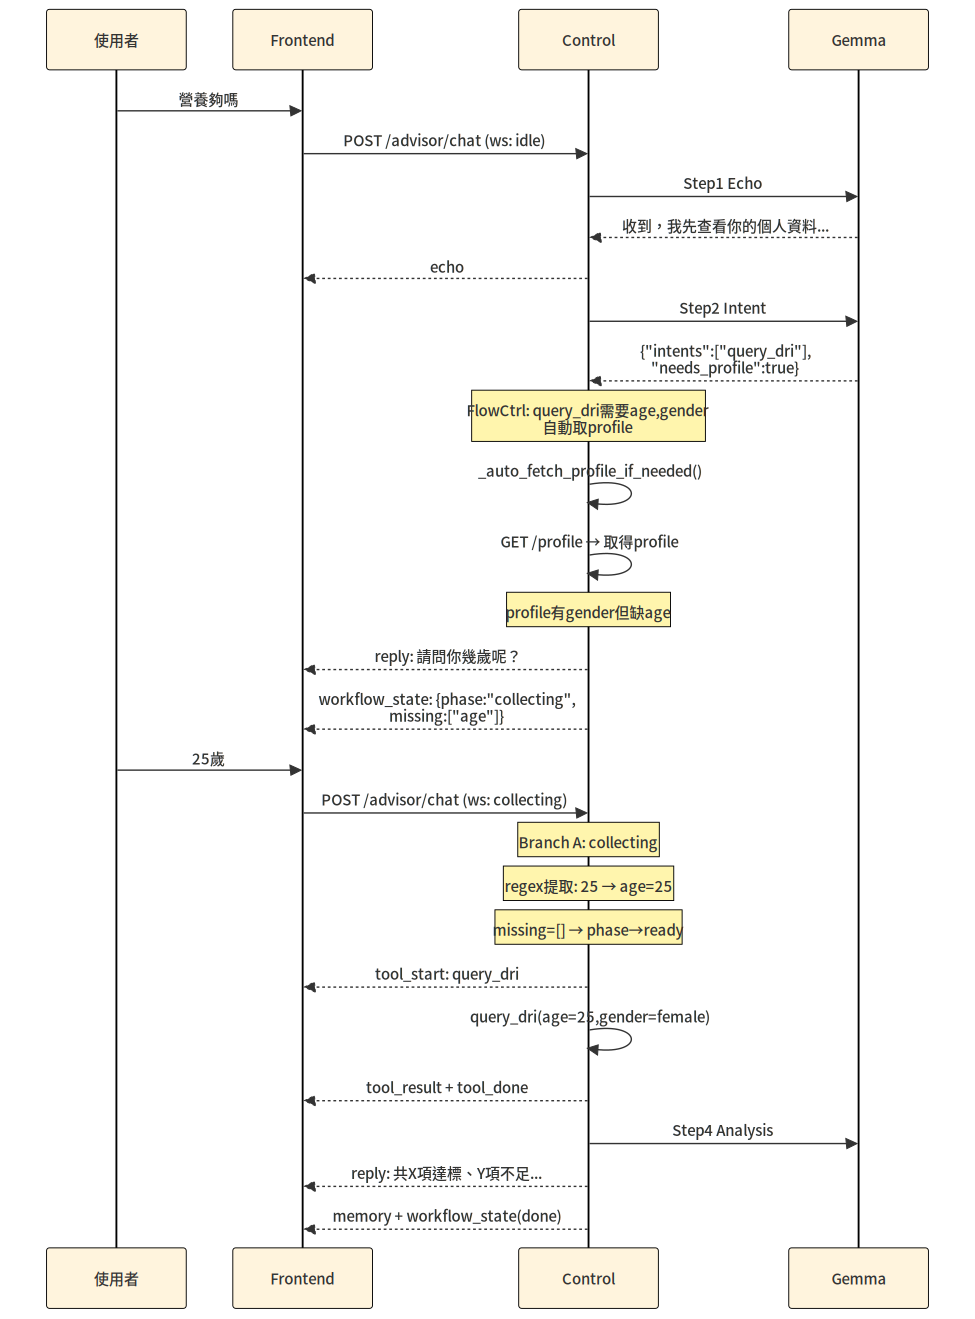 使用者
Frontend
Control
Gemma
營養夠嗎
POST /advisor/chat (ws: idle)
Step1 Echo
收到，我先查看你的個人資料...
echo
Step2 Intent
{"intents":["query_dri"],
"needs_profile":true}
FlowCtrl: query_dri需要age,gender
自動取profile
_auto_fetch_profile_if_needed()
GET /profile → 取得profile
profile有gender但缺age
reply: 請問你幾歲呢？
workflow_state: {phase:"collecting",
missing:["age"]}
25歲
POST /advisor/chat (ws: collecting)
Branch A: collecting
regex提取: 25 → age=25
missing=[] → phase→ready
tool_start: query_dri
query_dri(age=25,gender=female)
tool_result + tool_done
Step4 Analysis
reply: 共X項達標、Y項不足...
memory + workflow_state(done)
使用者
Frontend
Control
Gemma